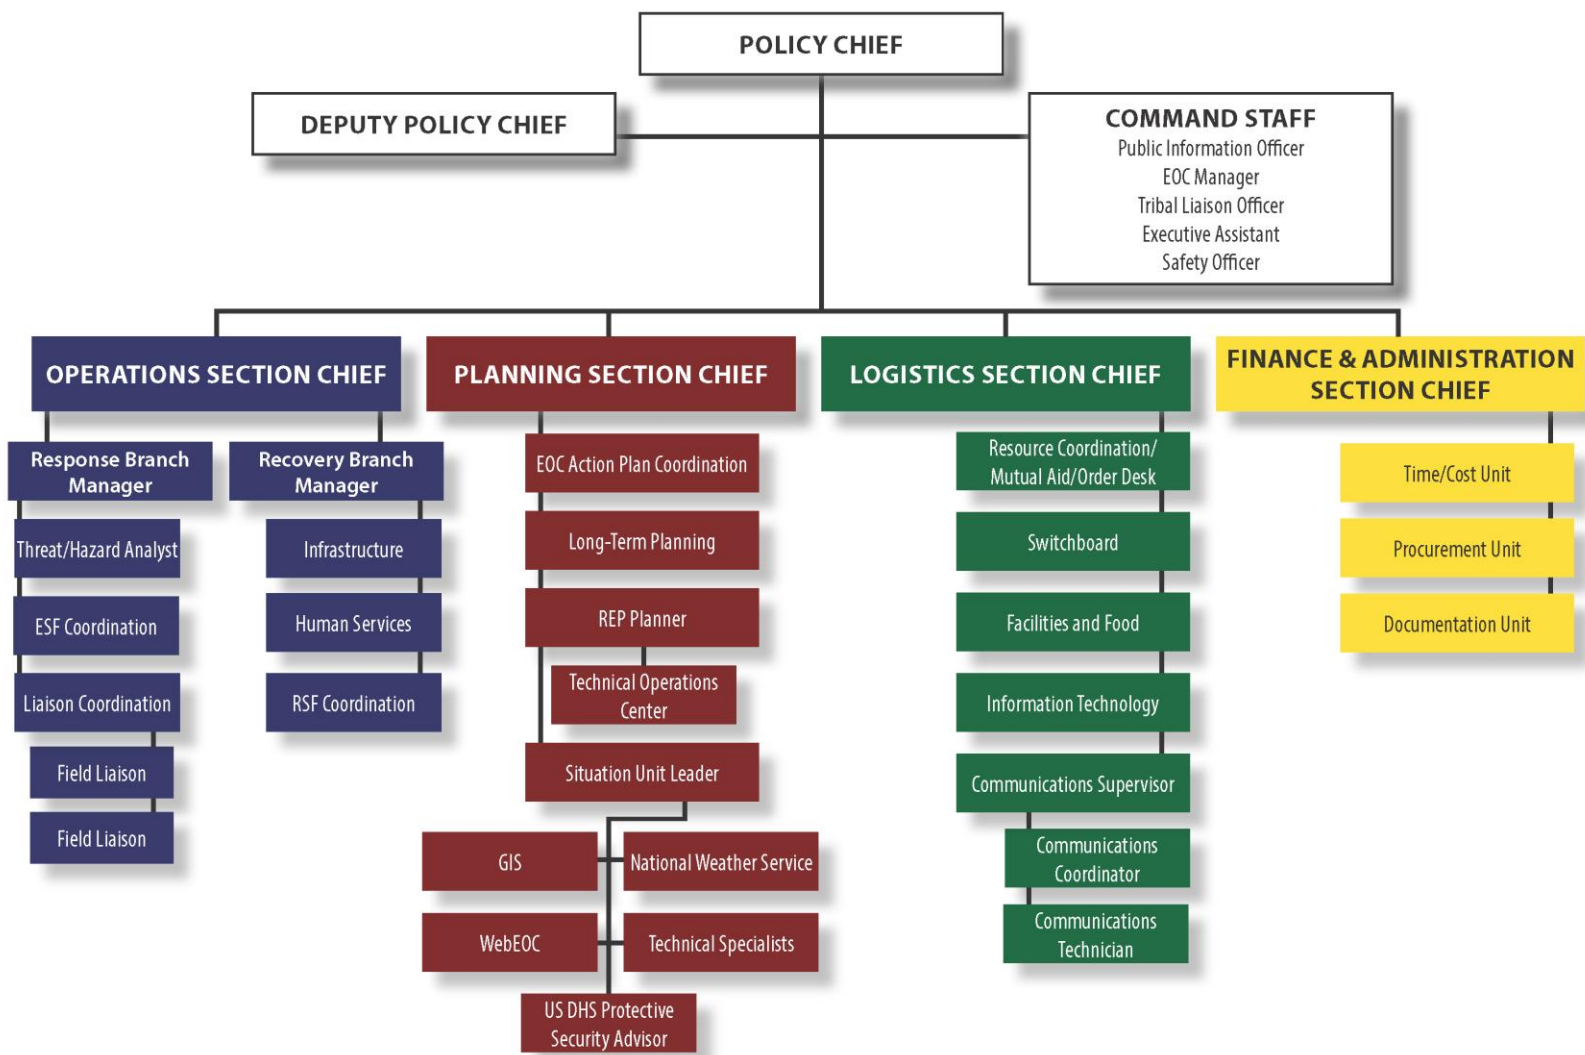 POLICY CHIEF
DEPUTY POLICY CHIEF
COMMAND STAFF
Public Information Officer
EOC Manager
Tribal Liaison Officer
Executive Assistant
Safety Officer
OPERATIONS SECTION CHIEF
Response Branch
Manager
Threat/Hazard Analyst
ESF Coordination
Liaison Coordination
Field Liaison
Field Liaison
Recovery Branch
Manager
Infrastructure
Human Services
RSF Coordination
PLANNING SECTION CHIEF
EOC Action Plan Coordination
Long-Term Planning
REP Planner
Technical Operations
Center
Situation Unit Leader
GIS
National Weather Service
WebEOC
Technical Specialists
US DHS Protective
Security Advisor
LOGISTICS SECTION CHIEF
Resource Coordination/
Mutual Aid/Order Desk
Switchboard
Facilities and Food
Information Technology
Communications Supervisor
Communications
Coordinator
Communications
Technician
FINANCE & ADMINISTRATION
SECTION CHIEF
Time/Cost Unit
Procurement Unit
Documentation Unit